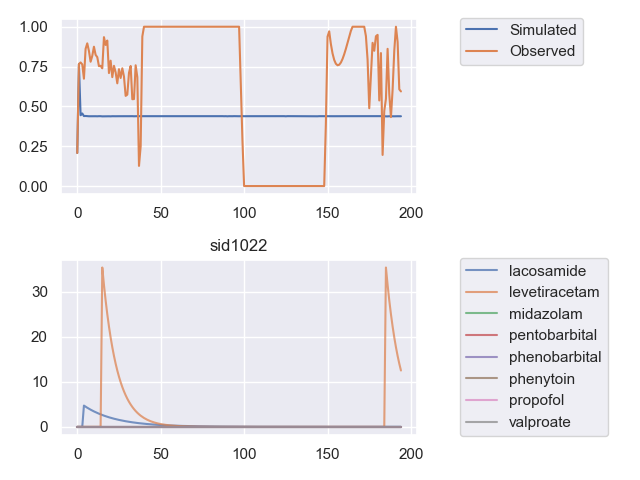 1.00
0.75
0.50
0.25
0.00
0
50
100
150
200
Simulated
Observed
sid1022
30
20
10
0
0
50
100
150
200
lacosamide
levetiracetam
midazolam
pentobarbital
phenobarbital
phenytoin
propofol
valproate